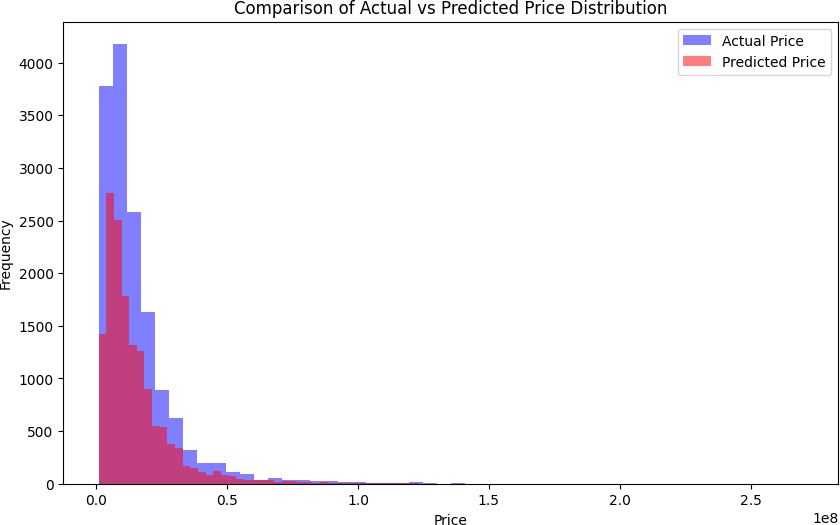 Comparison of Actual vs Predicted Price Distribution
Actual Price
Predicted Price
Frequency
4000
3500
3000
2500
2000
1500
1000
500
0
0.0 0.5 1.0 1.5 2.0 2.5
1e8
Price